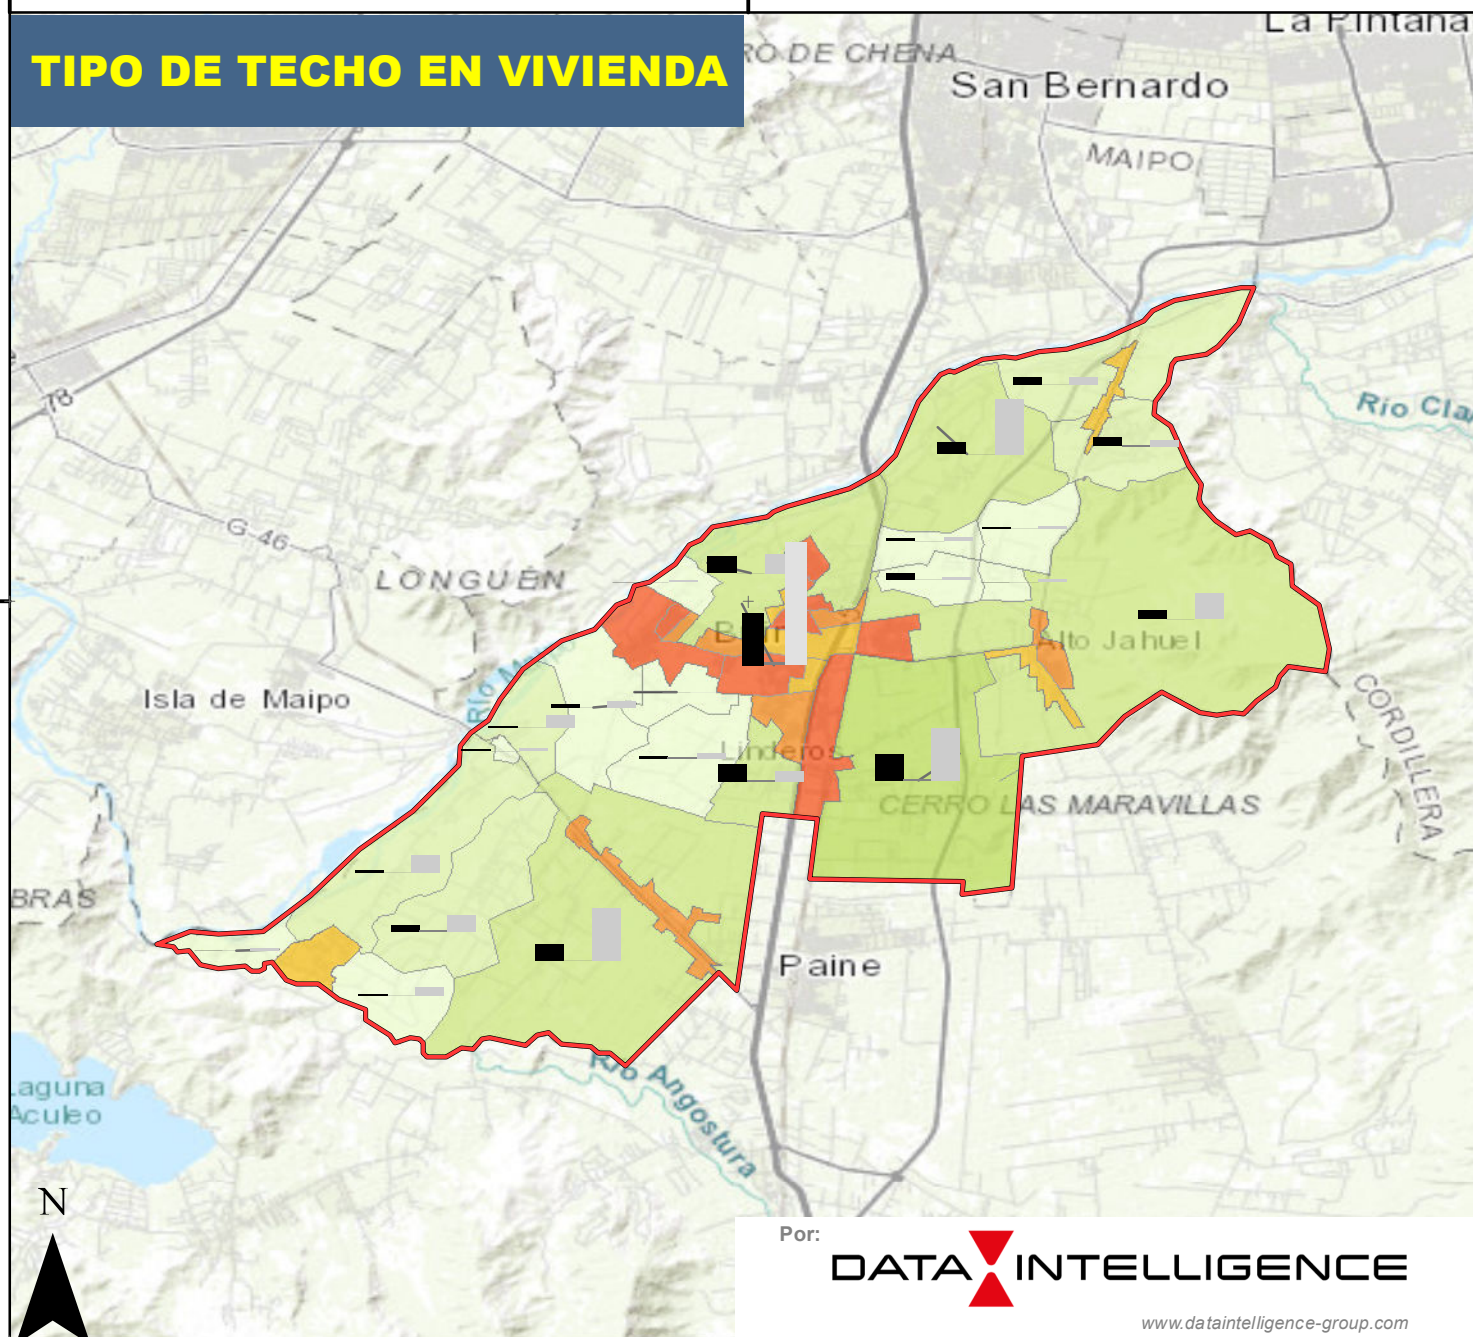 TIPO DE TECHO EN VIVIENDA
La Pintana
San Bernardo
MAIPO
78
Río Cla
G-46
LONGUÉN
Alto Jahuel
Isla de Maipo
CORDILLERA
Linderos
CERRO LAS MARAVILLAS
BRAS
Paine
Río Angostura
Laguna
Aculeo
N
Por:
DATA INTELLIGENCE
www.dataintelligence-group.com